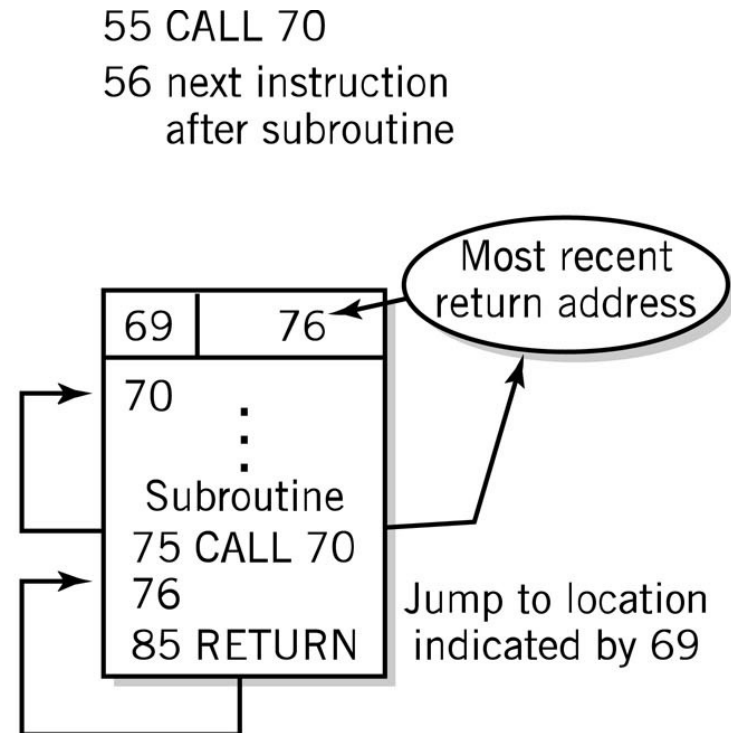 55 CALL 70
56 next instruction
after subroutine
Most recent
return address
69 76
70
Subroutine
75 CALL 70
76
85 RETURN
Jump to location
indicated by 69